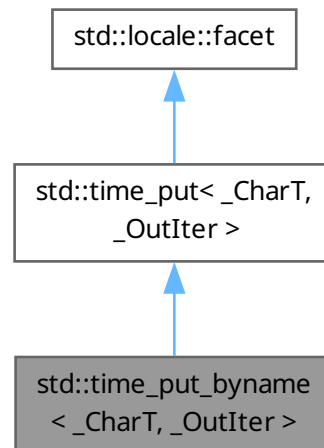 std::locale::facet
std::time_put< _CharT,
_OutIter >
std::time_put_byname
< _CharT, _OutIter >